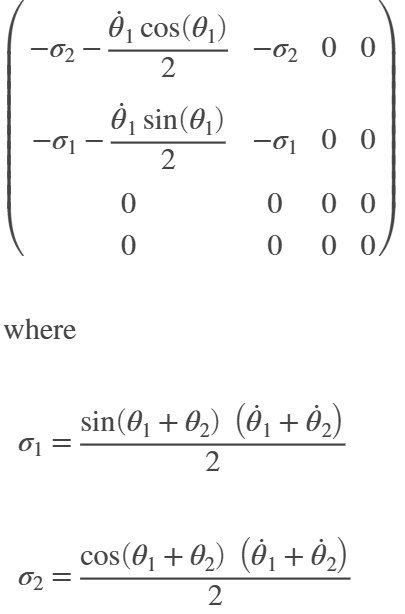 −σ₂ − θ̇₁ cos(θ₁)/2 −σ₂ 0 0
−σ₁ − θ̇₁ sin(θ₁)/2 −σ₁ 0 0
0 0 0 0
0 0 0 0
where
σ₁ = sin(θ₁ + θ₂) (θ̇₁ + θ̇₂)/2
σ₂ = cos(θ₁ + θ₂) (θ̇₁ + θ̇₂)/2